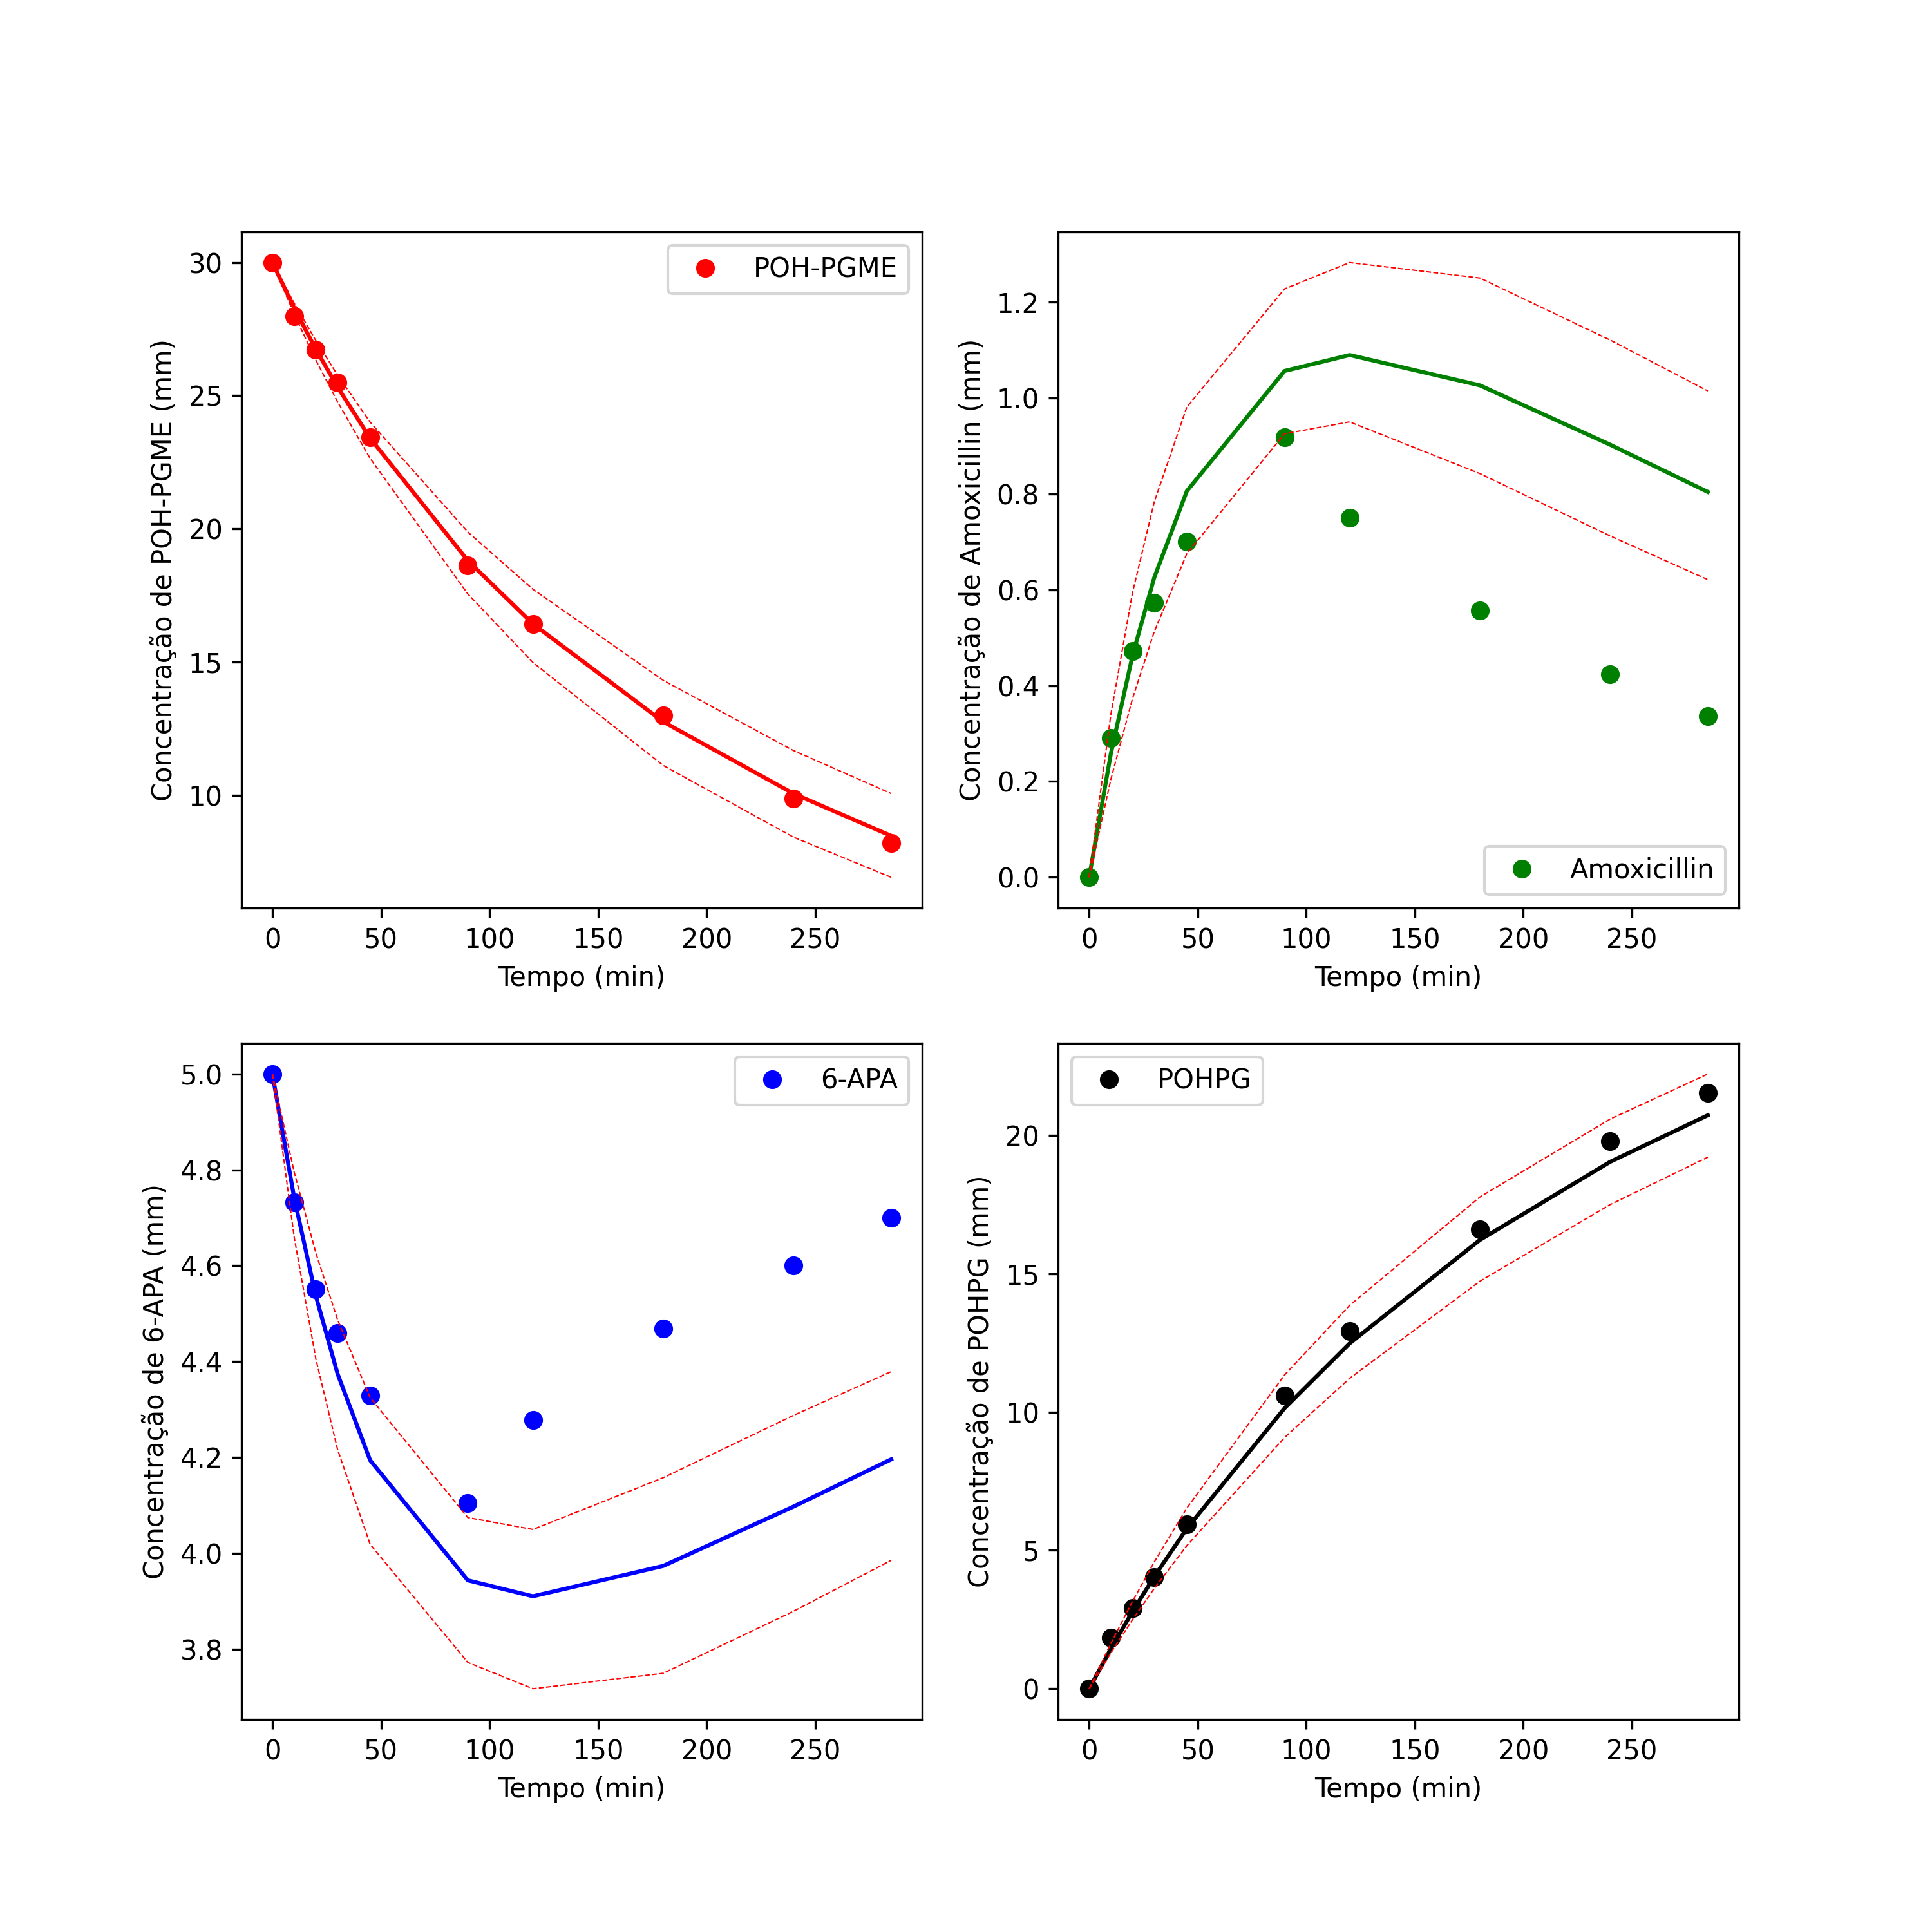 POH-PGME
Concentração de POH-PGME (mm)
30
25
20
15
10
0 50 100 150 200 250
Tempo (min)
Amoxicillin
Concentração de Amoxicillin (mm)
1.2
1.0
0.8
0.6
0.4
0.2
0.0
0 50 100 150 200 250
Tempo (min)
6-APA
Concentração de 6-APA (mm)
5.0
4.8
4.6
4.4
4.2
4.0
3.8
0 50 100 150 200 250
Tempo (min)
POHPG
Concentração de POHPG (mm)
20
15
10
5
0
0 50 100 150 200 250
Tempo (min)